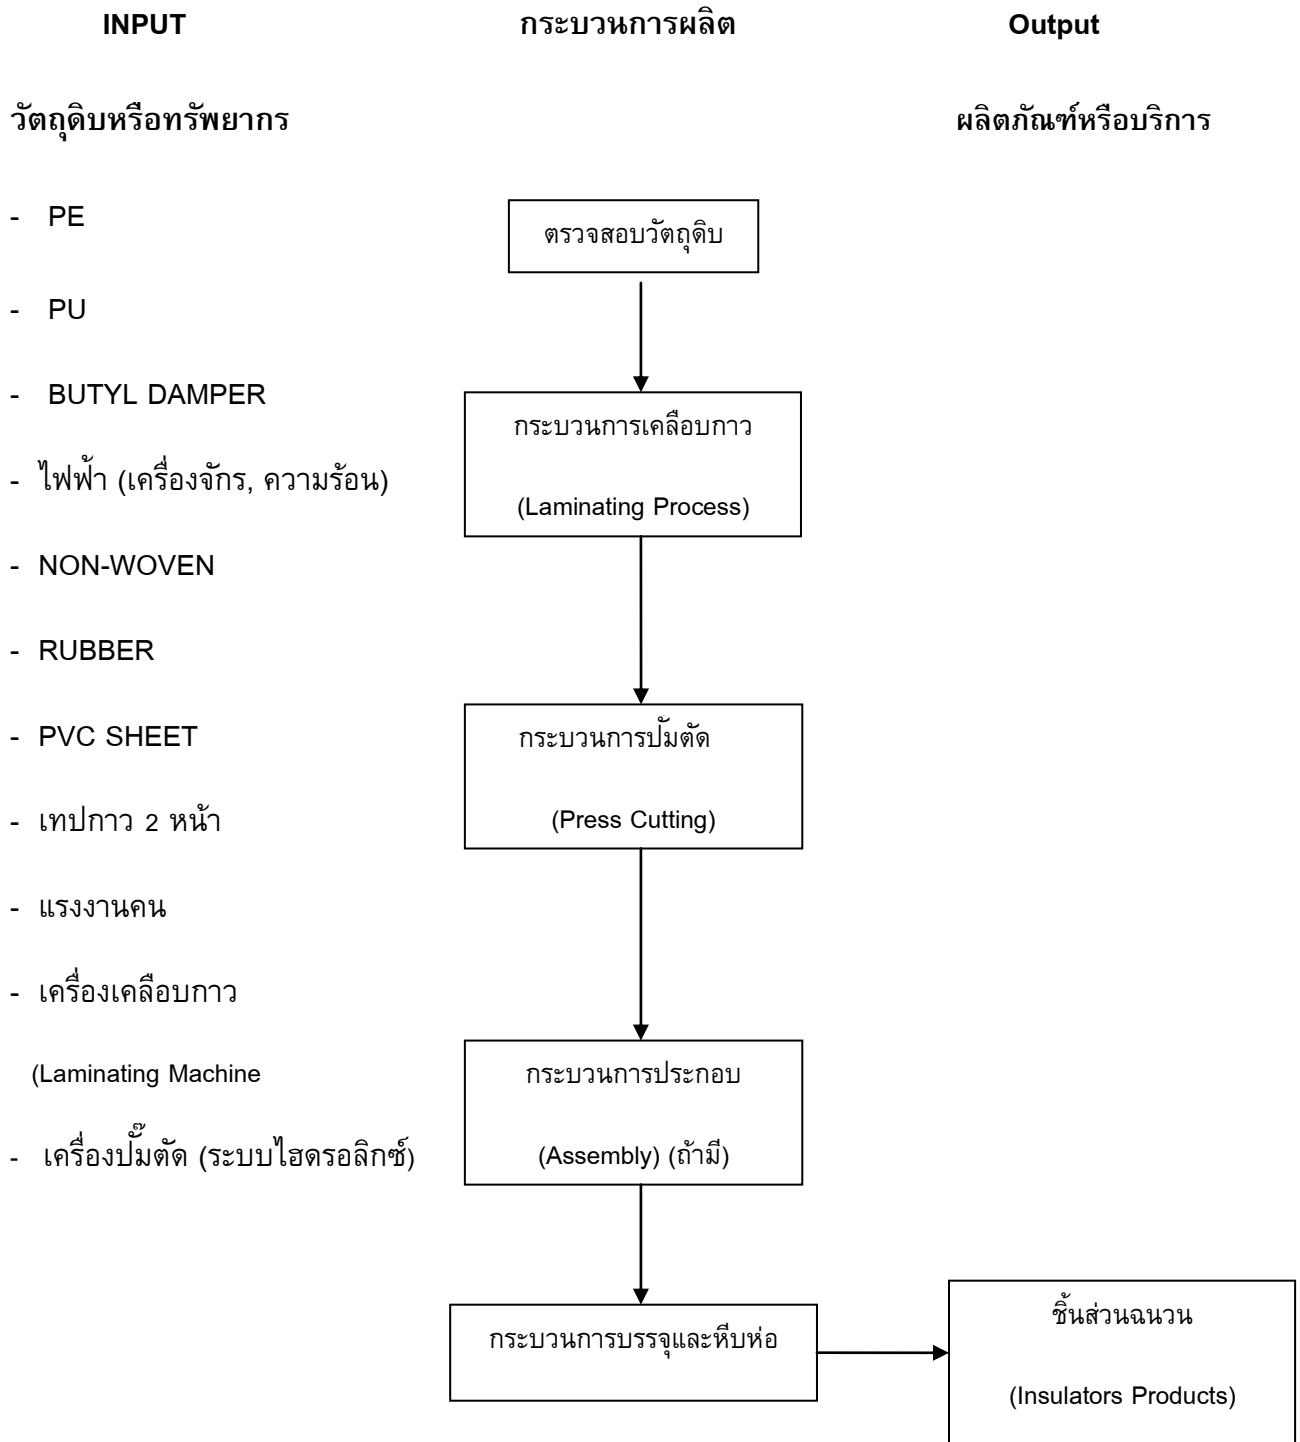 INPUT
กระบวนการผลิต
Output
วัตถุดิบหรือทรัพยากร
ผลิตภัณฑ์หรือบริการ
- PE
- PU
- BUTYL DAMPER
- ไฟฟ้า (เครื่องจักร, ความร้อน)
- NON-WOVEN
- RUBBER
- PVC SHEET
- เทปกาว 2 หน้า
- แรงงานคน
- เครื่องเคลือบกาว
(Laminating Machine
- เครื่องปั๊มตัด (ระบบไฮดรอลิกซ์)
ตรวจสอบวัตถุดิบ
กระบวนการเคลือบกาว
(Laminating Process)
กระบวนการปั้มตัด
(Press Cutting)
กระบวนการประกอบ
(Assembly) (ถ้ามี)
กระบวนการบรรจุและหีบห่อ
ชิ้นส่วนฉนวน
(Insulators Products)